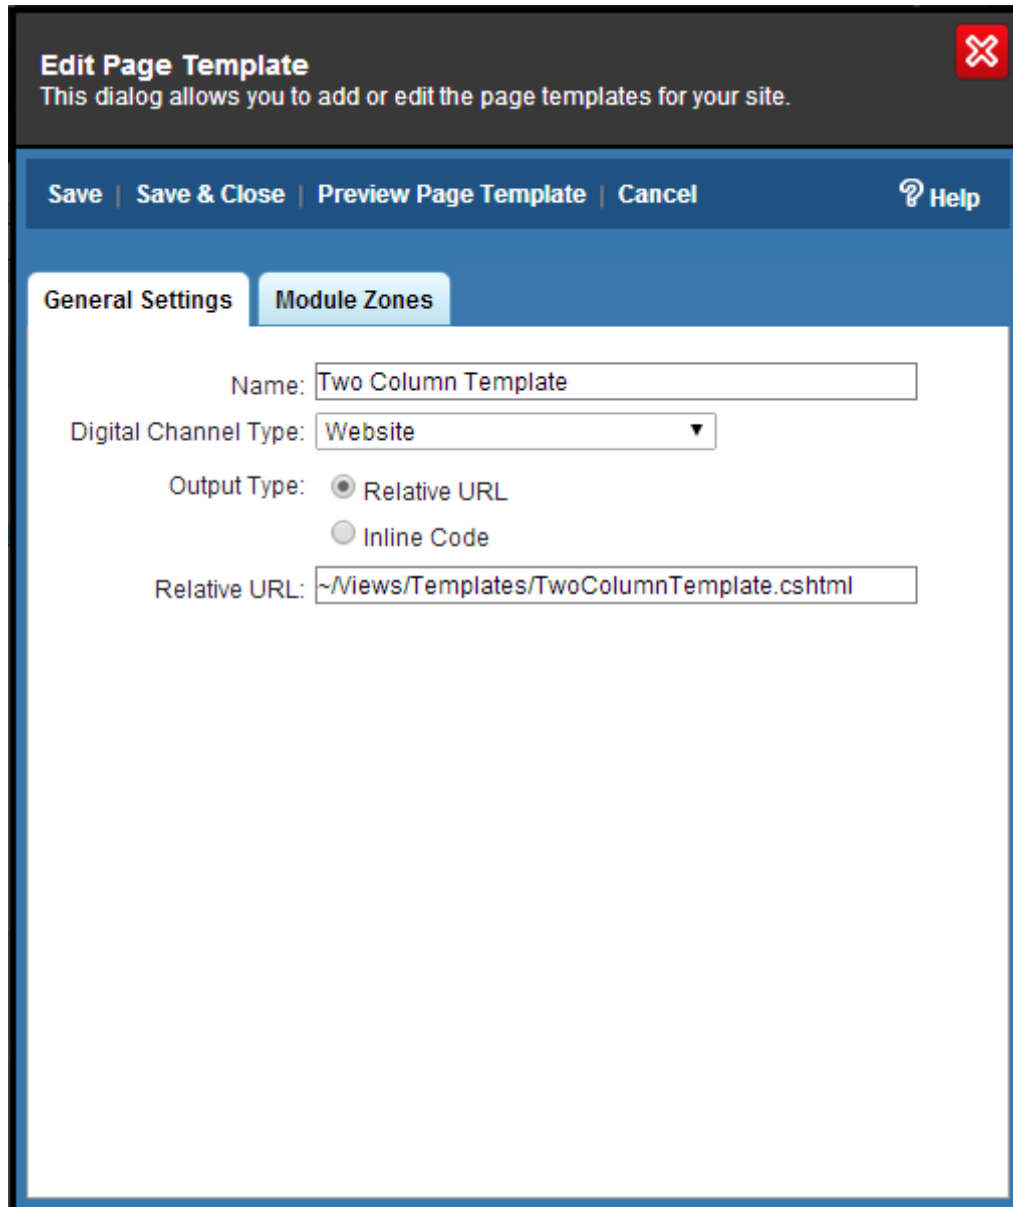 Edit Page Template
This dialog allows you to add or edit the page templates for your site.
Save | Save & Close | Preview Page Template | Cancel Help
General Settings Module Zones
Name: Two Column Template
Digital Channel Type: Website
Output Type: Relative URL
Inline Code
Relative URL: ~/Views/Templates/TwoColumnTemplate.cshtml